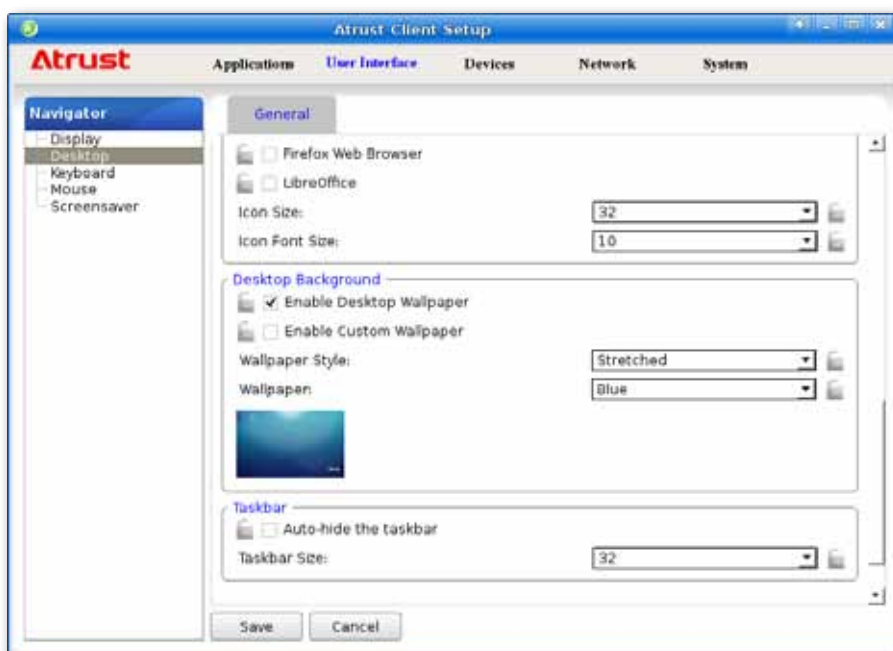 Atrust Client Setup
Atrust
Applications User Interface Devices Network System
Navigator
Display
Desktop
Keyboard
Mouse
Screensaver
General
Firefox Web Browser
LibreOffice
Icon Size: 32
Icon Font Size: 10
Desktop Background
Enable Desktop Wallpaper
Enable Custom Wallpaper
Wallpaper Style: Stretched
Wallpaper: Blue
Taskbar
Auto-hide the taskbar
Taskbar Size: 32
Save Cancel